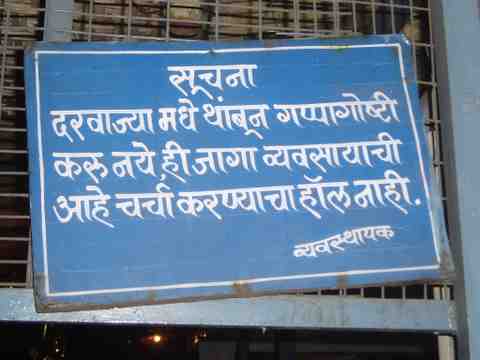 सूचना
दरवाज्या मधे थांबून गप्पागोष्टी
करु नये, ही जागा व्यवसायाची
आहे चर्चा करण्याचा हॉल नाही.
व्यवस्थापक